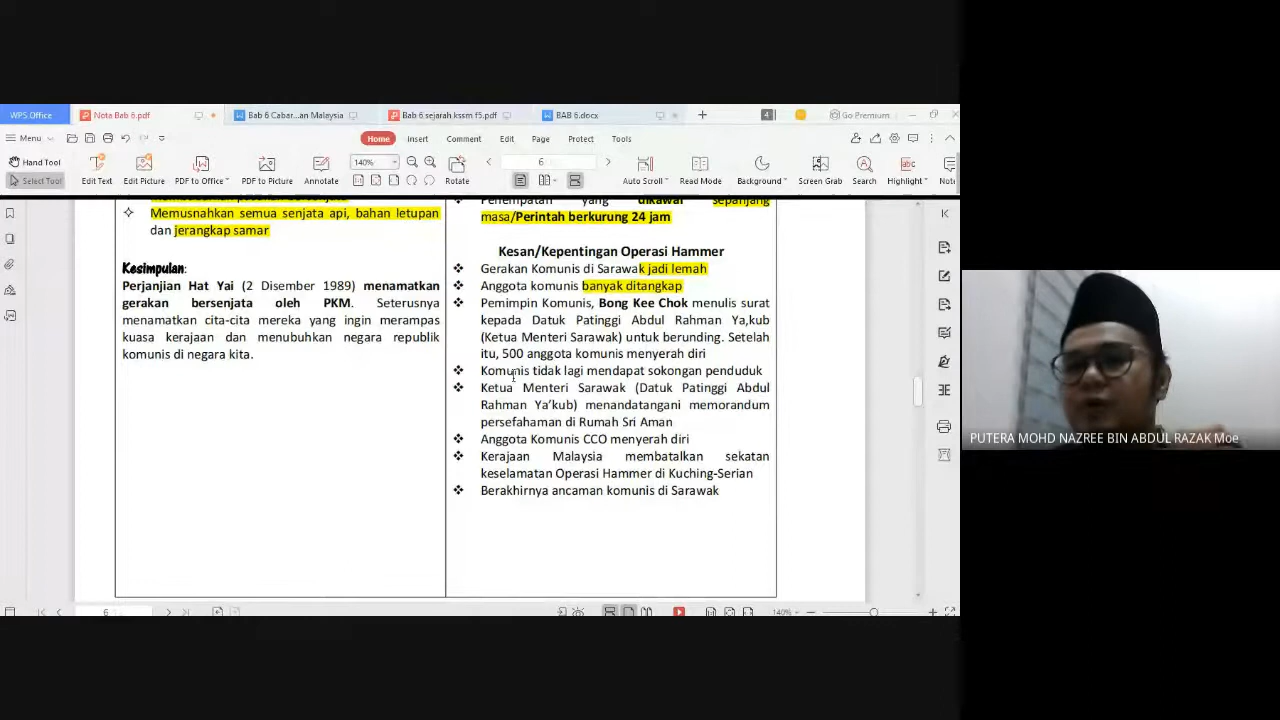 WPS Office
Nota Bab 6.pdf
Bab 6 Cabar...an Malaysia
Bab 6.sejarah kssm f5.pdf
BAB 6.docx
4
Go Premium
Menu
Home
Insert
Comment
Edit
Page
Protect
Tools
Hand Tool
Select Tool
Edit Text
Edit Picture
PDF to Office
PDF to Picture
Annotate
140%
Rotate
6
Auto Scroll
Read Mode
Background
Screen Grab
Search
Highlight
Memusnahkan semua senjata api, bahan letupan
dan jerangkap samar
Kesimpulan:
Perjanjian Hat Yai (2 Disember 1989) menamatkan
gerakan bersenjata oleh PKM. Seterusnya
menamatkan cita-cita mereka yang ingin merampas
kuasa kerajaan dan menubuhkan negara republik
komunis di negara kita.
Penempatan yang dikawal sepanjang
masa/Perintah berkurung 24 jam
Kesan/Kepentingan Operasi Hammer
Gerakan Komunis di Sarawak jadi lemah
Anggota komunis banyak ditangkap
Pemimpin Komunis, Bong Kee Chok menulis surat
kepada Datuk Patinggi Abdul Rahman Ya,kub
(Ketua Menteri Sarawak) untuk berunding. Setelah
itu, 500 anggota komunis menyerah diri
Komunis tidak lagi mendapat sokongan penduduk
Ketua Menteri Sarawak (Datuk Patinggi Abdul
Rahman Ya’kub) menandatangani memorandum
persefahaman di Rumah Sri Aman
Anggota Komunis CCO menyerah diri
Kerajaan Malaysia membatalkan sekatan
keselamatan Operasi Hammer di Kuching-Serian
Berakhirnya ancaman komunis di Sarawak
6
140%
PUTERA MOHD NAZREE BIN ABDUL RAZAK Moe